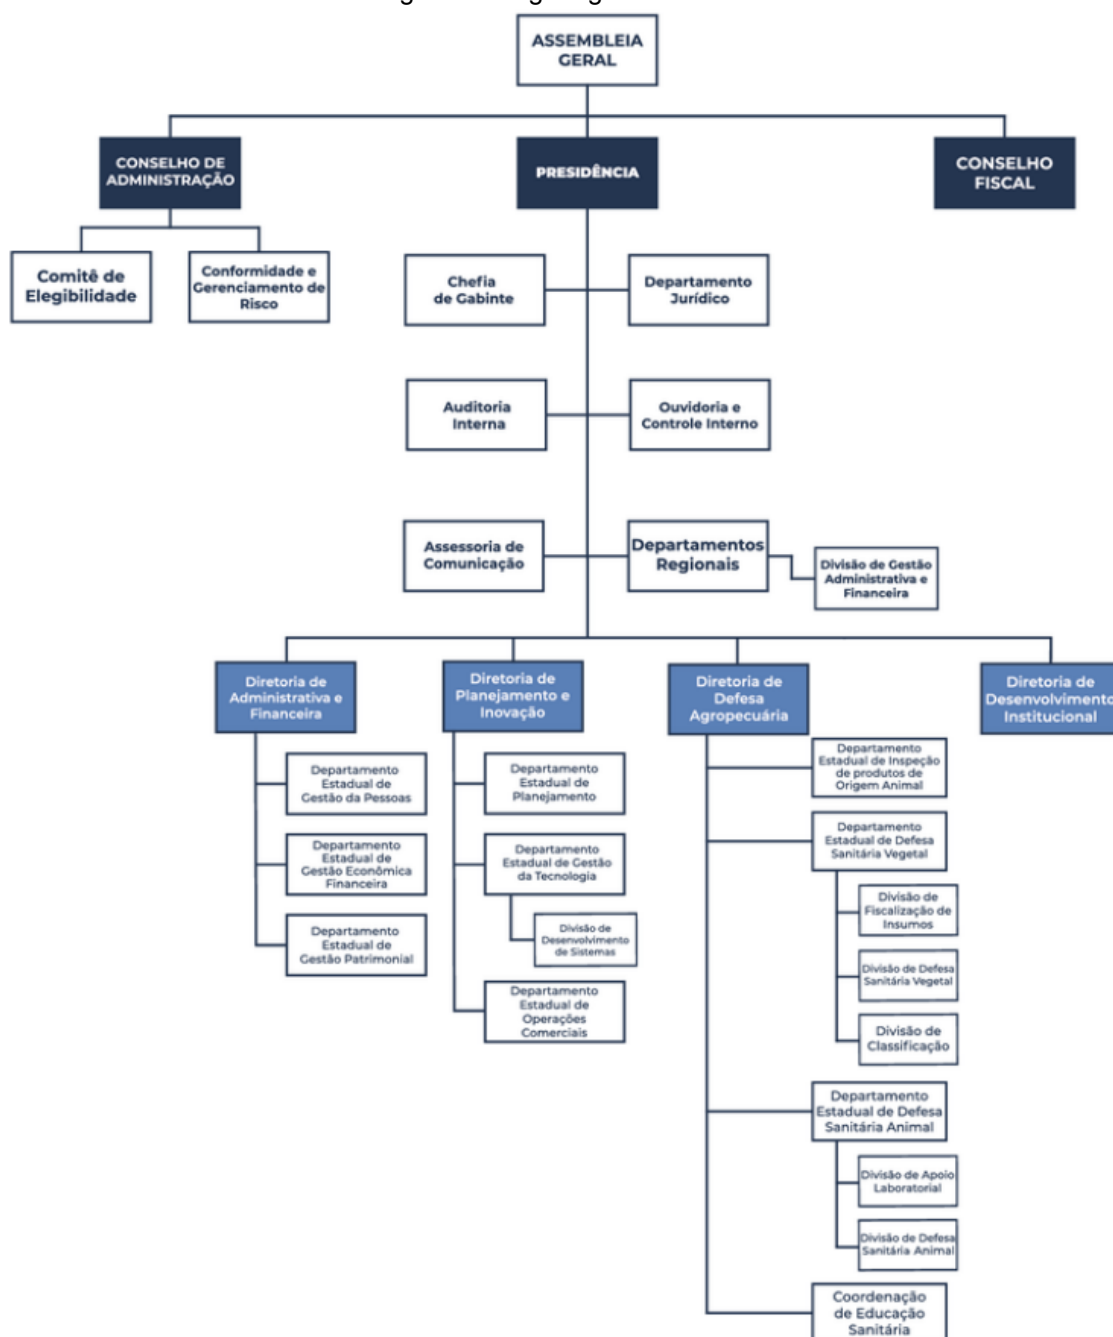 ASSEMBLEIA
GERAL
CONSELHO DE
ADMINISTRAÇÃO
PRESIDÊNCIA
CONSELHO
FISCAL
Comitê de
Elegibilidade
Conformidade e
Gerenciamento de
Risco
Chefia
de Gabinte
Departamento
Jurídico
Auditoria
Interna
Ouvidoria e
Controle Interno
Assessoria de
Comunicação
Departamentos
Regionais
Divisão de Gestão
Administrativa e
Financeira
Diretoria de
Administrativa e
Financeira
Departamento
Estadual de
Gestão da Pessoas
Departamento
Estadual de
Gestão Econômica
Financeira
Departamento
Estadual de
Gestão Patrimonial
Diretoria de
Planejamento e
Inovação
Departamento
Estadual de
Planejamento
Departamento
Estadual de Gestão
da Tecnologia
Divisão de
Desenvolvimento
de Sistemas
Departamento
Estadual de
Operações
Comerciais
Diretoria de
Defesa
Agropecuária
Departamento
Estadual de Inspeção
de produtos de
Origem Animal
Departamento
Estadual de Defesa
Sanitária Vegetal
Divisão de
Fiscalização de
Insumos
Divisão de Defesa
Sanitária Vegetal
Divisão de
Classificação
Departamento
Estadual de Defesa
Sanitária Animal
Divisão de Apoio
Laboratorial
Divisão de Defesa
Sanitária Animal
Coordenação
de Educação
Sanitária
Diretoria de
Desenvolvimento
Institucional